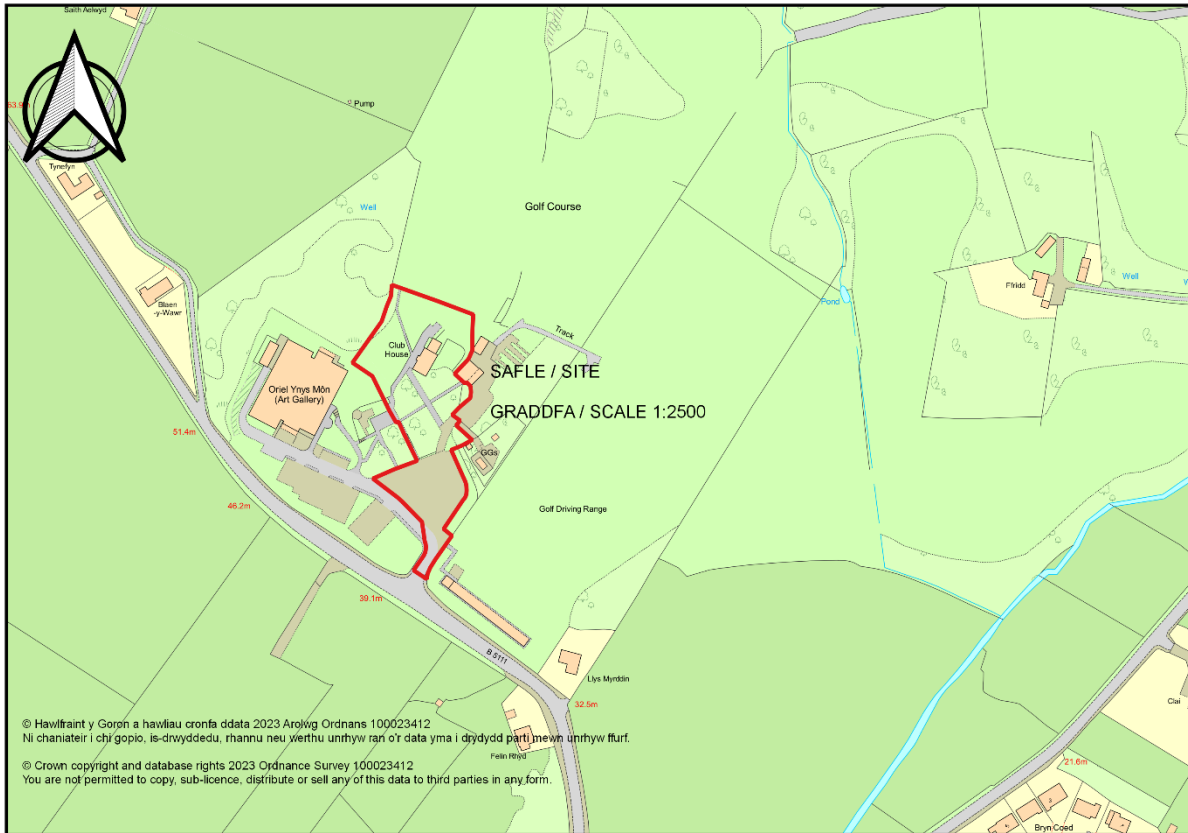 Saith Aelwyd
63.9m
Pump
Tynefyn
Well
Golf Course
Blaen
-y-Wawr
Ffridd
Well
Pond
Track
Club
House
SAFLE / SITE
Oriel Ynys Môn
(Art Gallery)
GRADDFA / SCALE 1:2500
51.4m
GGs
46.2m
Golf Driving Range
39.1m
B 5111
Llys Myrddin
32.5m
Clai
Felin Rhyd
21.6m
Bryn Coed
© Hawlfraint y Goron a hawliau cronfa ddata 2023 Arolwg Ordnans 100023412
Ni chaniateir i chi gopio, is-drwyddedu, rhannu neu werthu unrhyw ran o'r data yma i drydydd parti mewn unrhyw ffurf.
© Crown copyright and database rights 2023 Ordnance Survey 100023412
You are not permitted to copy, sub-licence, distribute or sell any of this data to third parties in any form.